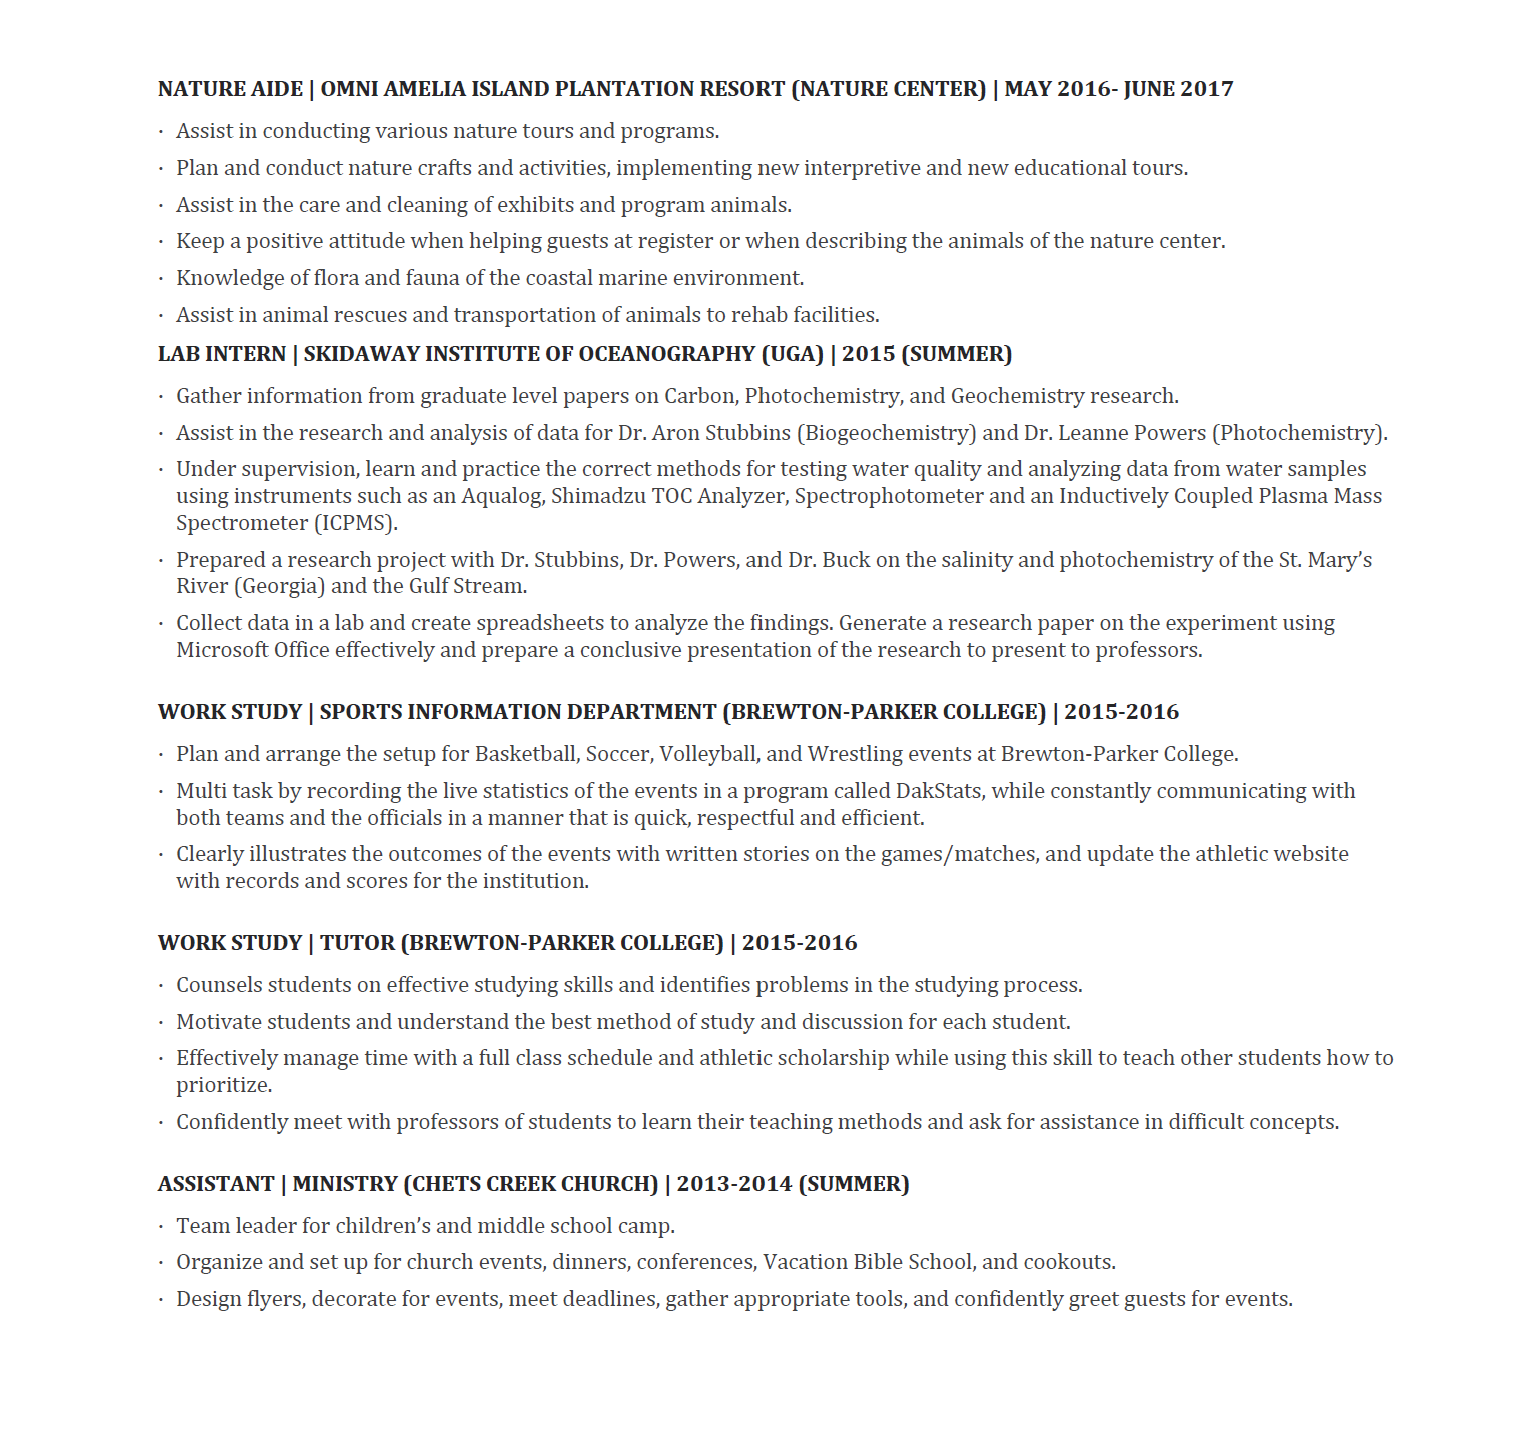 NATURE AIDE | OMNI AMELIA ISLAND PLANTATION RESORT (NATURE CENTER) | MAY 2016- JUNE 2017
· Assist in conducting various nature tours and programs.
· Plan and conduct nature crafts and activities, implementing new interpretive and new educational tours.
· Assist in the care and cleaning of exhibits and program animals.
· Keep a positive attitude when helping guests at register or when describing the animals of the nature center.
· Knowledge of flora and fauna of the coastal marine environment.
· Assist in animal rescues and transportation of animals to rehab facilities.
LAB INTERN | SKIDAWAY INSTITUTE OF OCEANOGRAPHY (UGA) | 2015 (SUMMER)
· Gather information from graduate level papers on Carbon, Photochemistry, and Geochemistry research.
· Assist in the research and analysis of data for Dr. Aron Stubbins (Biogeochemistry) and Dr. Leanne Powers (Photochemistry).
· Under supervision, learn and practice the correct methods for testing water quality and analyzing data from water samples
using instruments such as an Aqualog, Shimadzu TOC Analyzer, Spectrophotometer and an Inductively Coupled Plasma Mass
Spectrometer (ICPMS).
· Prepared a research project with Dr. Stubbins, Dr. Powers, and Dr. Buck on the salinity and photochemistry of the St. Mary’s
River (Georgia) and the Gulf Stream.
· Collect data in a lab and create spreadsheets to analyze the findings. Generate a research paper on the experiment using
Microsoft Office effectively and prepare a conclusive presentation of the research to present to professors.
WORK STUDY | SPORTS INFORMATION DEPARTMENT (BREWTON-PARKER COLLEGE) | 2015-2016
· Plan and arrange the setup for Basketball, Soccer, Volleyball, and Wrestling events at Brewton-Parker College.
· Multi task by recording the live statistics of the events in a program called DakStats, while constantly communicating with
both teams and the officials in a manner that is quick, respectful and efficient.
· Clearly illustrates the outcomes of the events with written stories on the games/matches, and update the athletic website
with records and scores for the institution.
WORK STUDY | TUTOR (BREWTON-PARKER COLLEGE) | 2015-2016
· Counsels students on effective studying skills and identifies problems in the studying process.
· Motivate students and understand the best method of study and discussion for each student.
· Effectively manage time with a full class schedule and athletic scholarship while using this skill to teach other students how to
prioritize.
· Confidently meet with professors of students to learn their teaching methods and ask for assistance in difficult concepts.
ASSISTANT | MINISTRY (CHETS CREEK CHURCH) | 2013-2014 (SUMMER)
· Team leader for children’s and middle school camp.
· Organize and set up for church events, dinners, conferences, Vacation Bible School, and cookouts.
· Design flyers, decorate for events, meet deadlines, gather appropriate tools, and confidently greet guests for events.